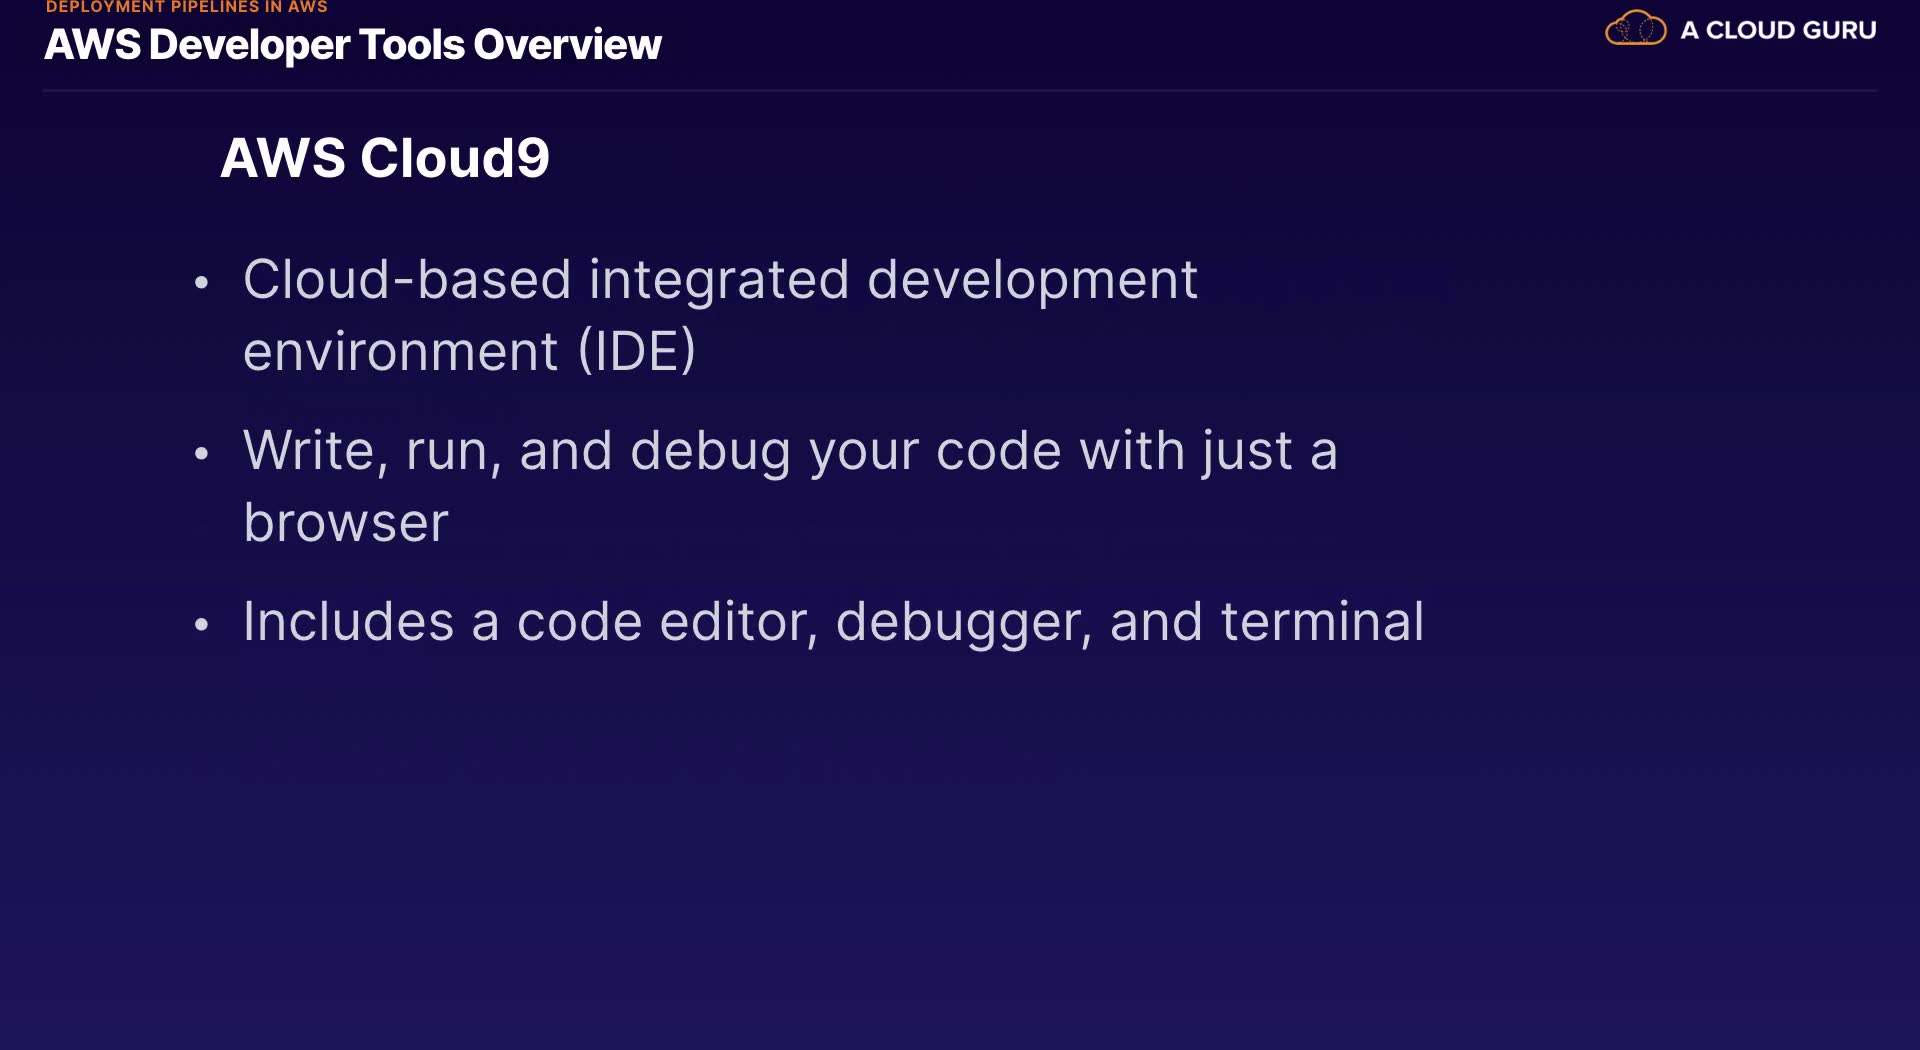 DEPLOYMENT PIPELINES IN AWS
AWS Developer Tools Overview
A CLOUD GURU
AWS Cloud9
• Cloud-based integrated development
environment (IDE)
• Write, run, and debug your code with just a
browser
• Includes a code editor, debugger, and terminal